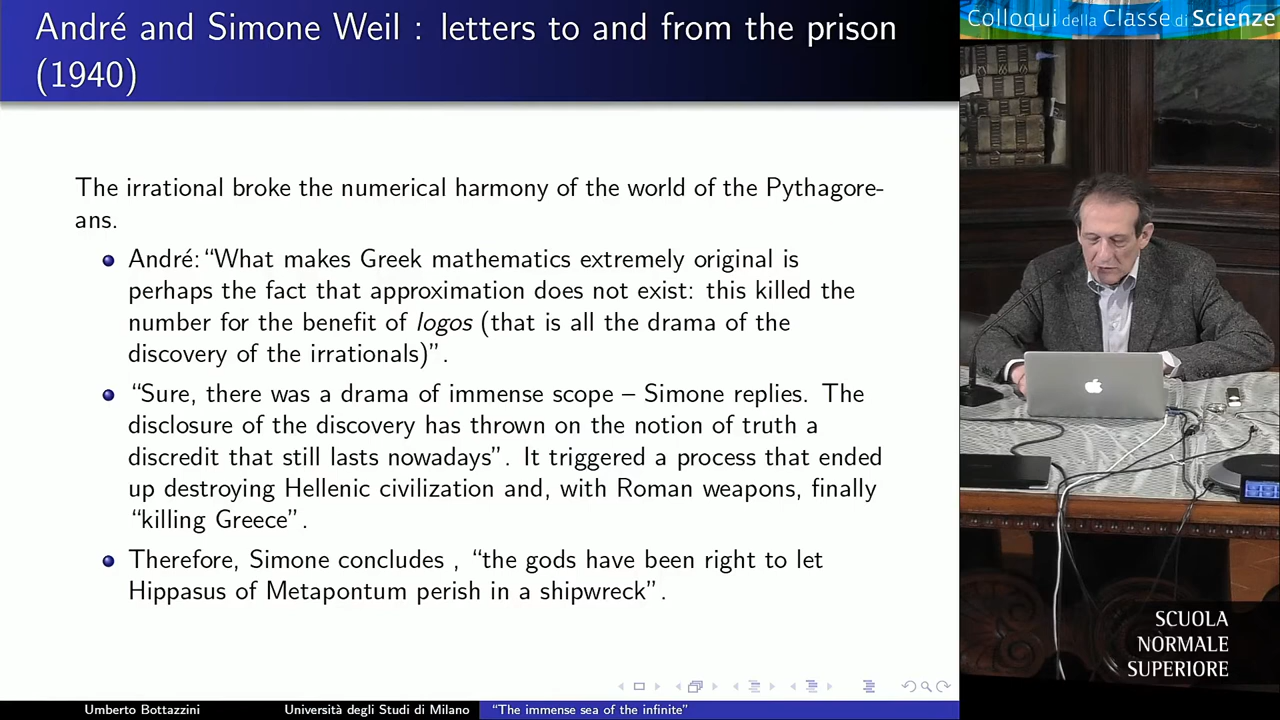 André and Simone Weil : letters to and from the prison
(1940)
Colloqui della Classe di Scienze
The irrational broke the numerical harmony of the world of the Pythagore-
ans.
André: “What makes Greek mathematics extremely original is
perhaps the fact that approximation does not exist: this killed the
number for the benefit of logos (that is all the drama of the
discovery of the irrationals)”.
“Sure, there was a drama of immense scope – Simone replies. The
disclosure of the discovery has thrown on the notion of truth a
discredit that still lasts nowadays”. It triggered a process that ended
up destroying Hellenic civilization and, with Roman weapons, finally
“killing Greece”.
Therefore, Simone concludes , “the gods have been right to let
Hippasus of Metapontum perish in a shipwreck”.
SCUOLA
NORMALE
SUPERIORE
Umberto Bottazzini Università degli Studi di Milano “The immense sea of the infinite”